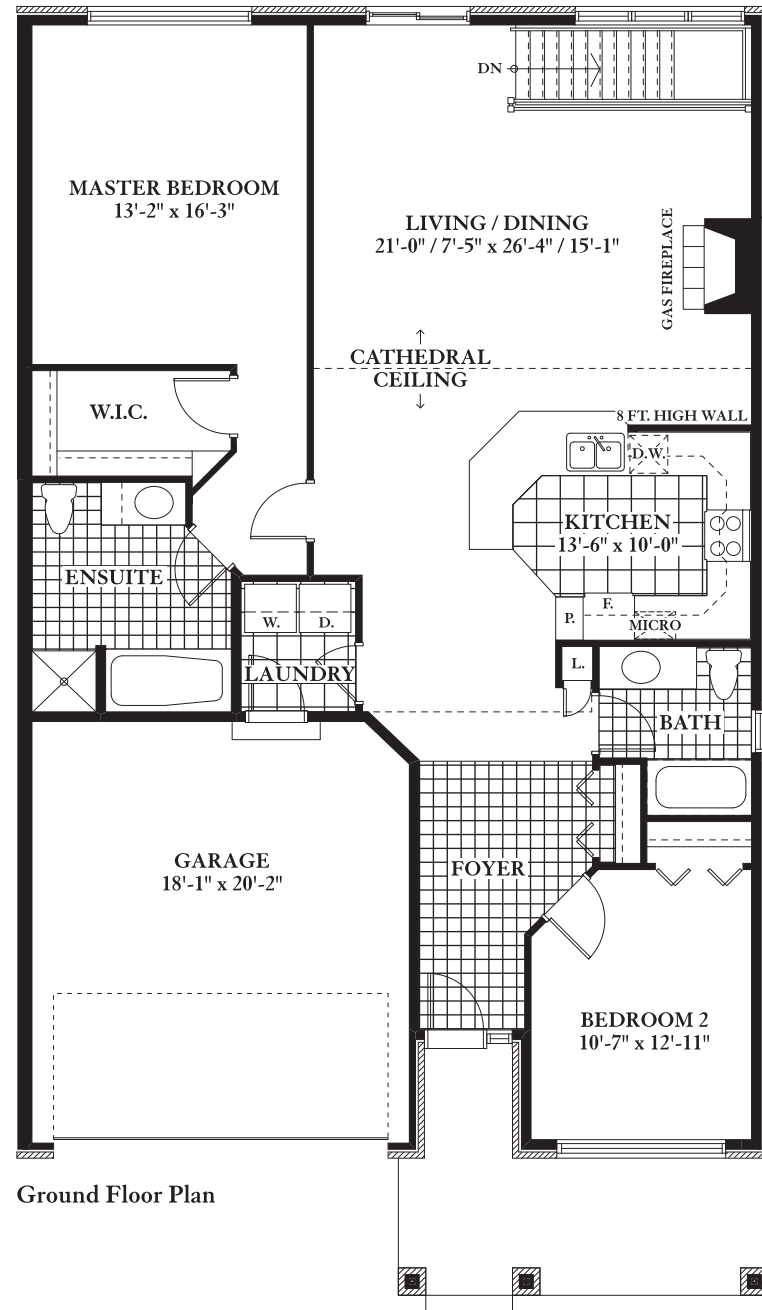 DN
MASTER BEDROOM
13'-2" x 16'-3"
LIVING / DINING
21'-0" / 7'-5" x 26'-4" / 15'-1"
GAS FIREPLACE
CATHEDRAL
CEILING
W.I.C.
8 FT. HIGH WALL
D.W.
KITCHEN
13'-6" x 10'-0"
ENSUITE
W.
D.
P.
F.
MICRO
LAUNDRY
L.
BATH
GARAGE
18'-1" x 20'-2"
FOYER
BEDROOM 2
10'-7" x 12'-11"
Ground Floor Plan